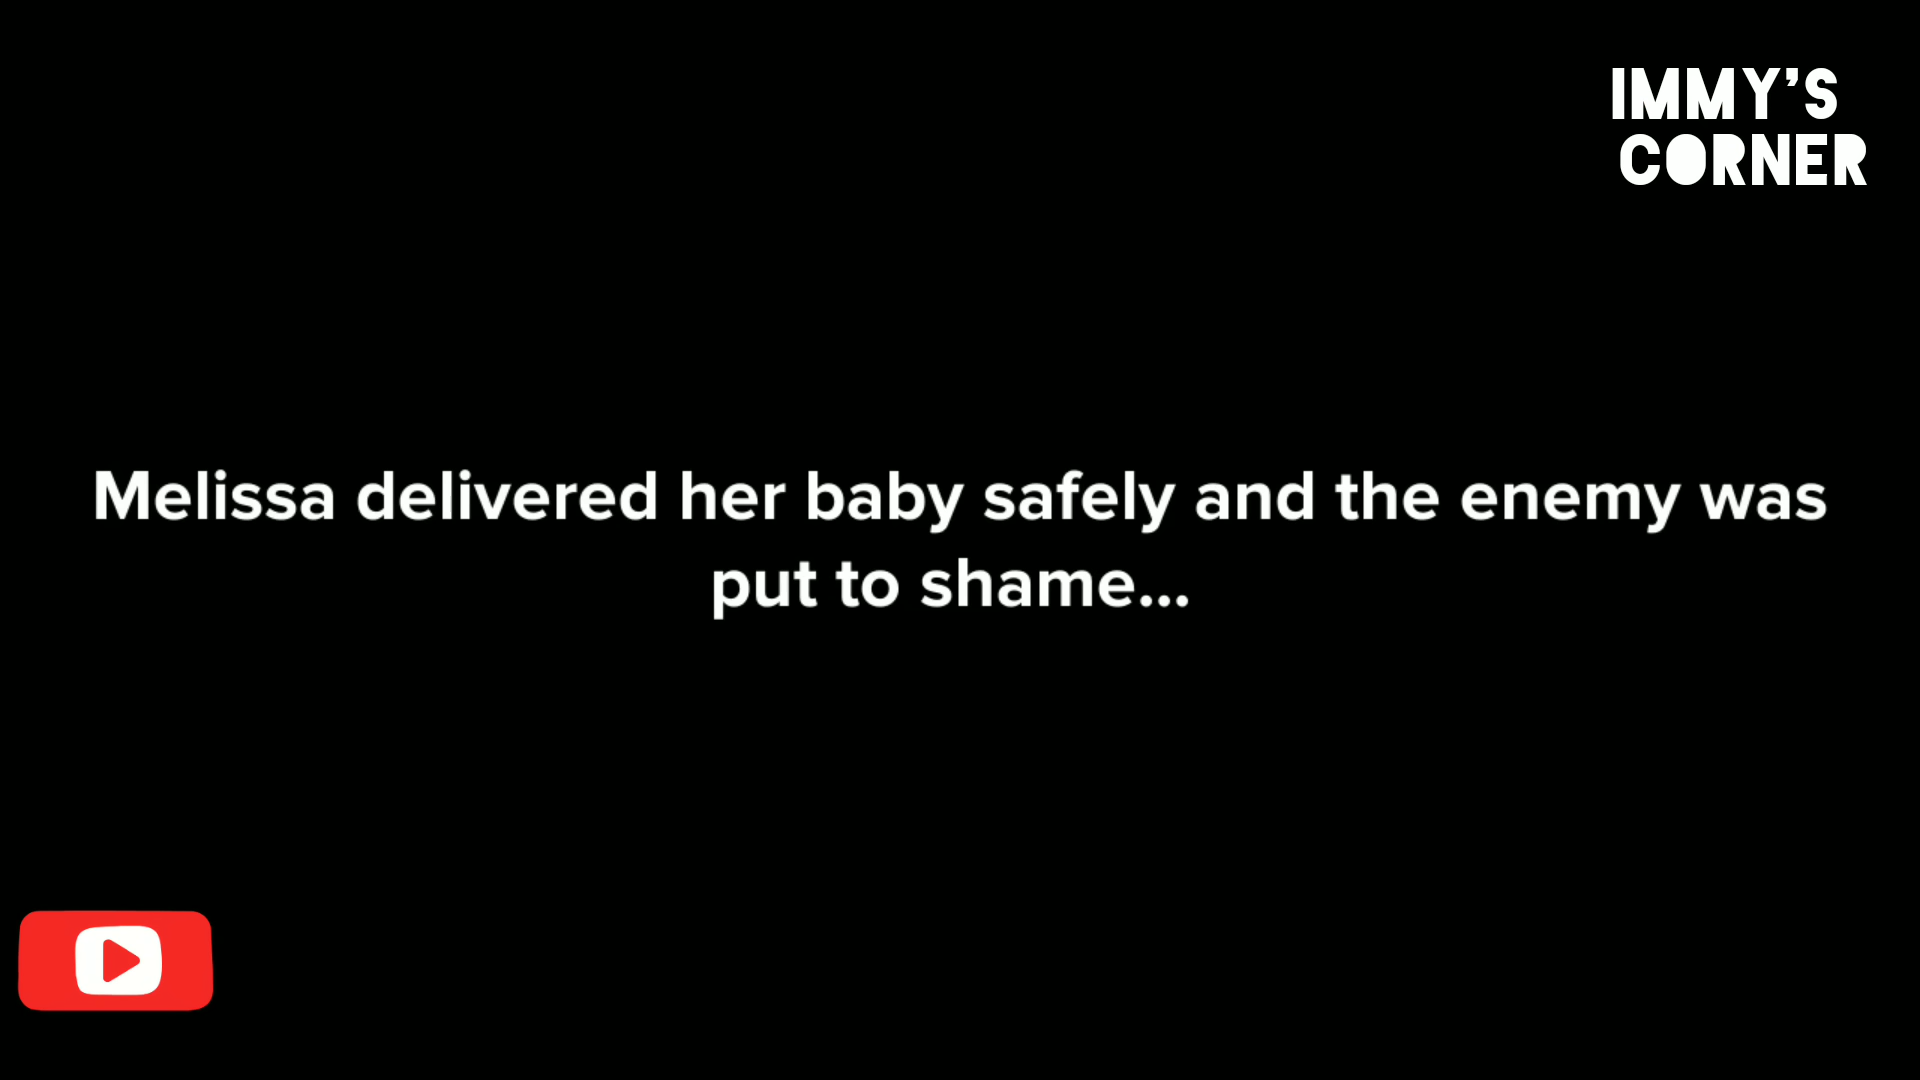 IMMY'S
CORNER
Melissa delivered her baby safely and the enemy was
put to shame...